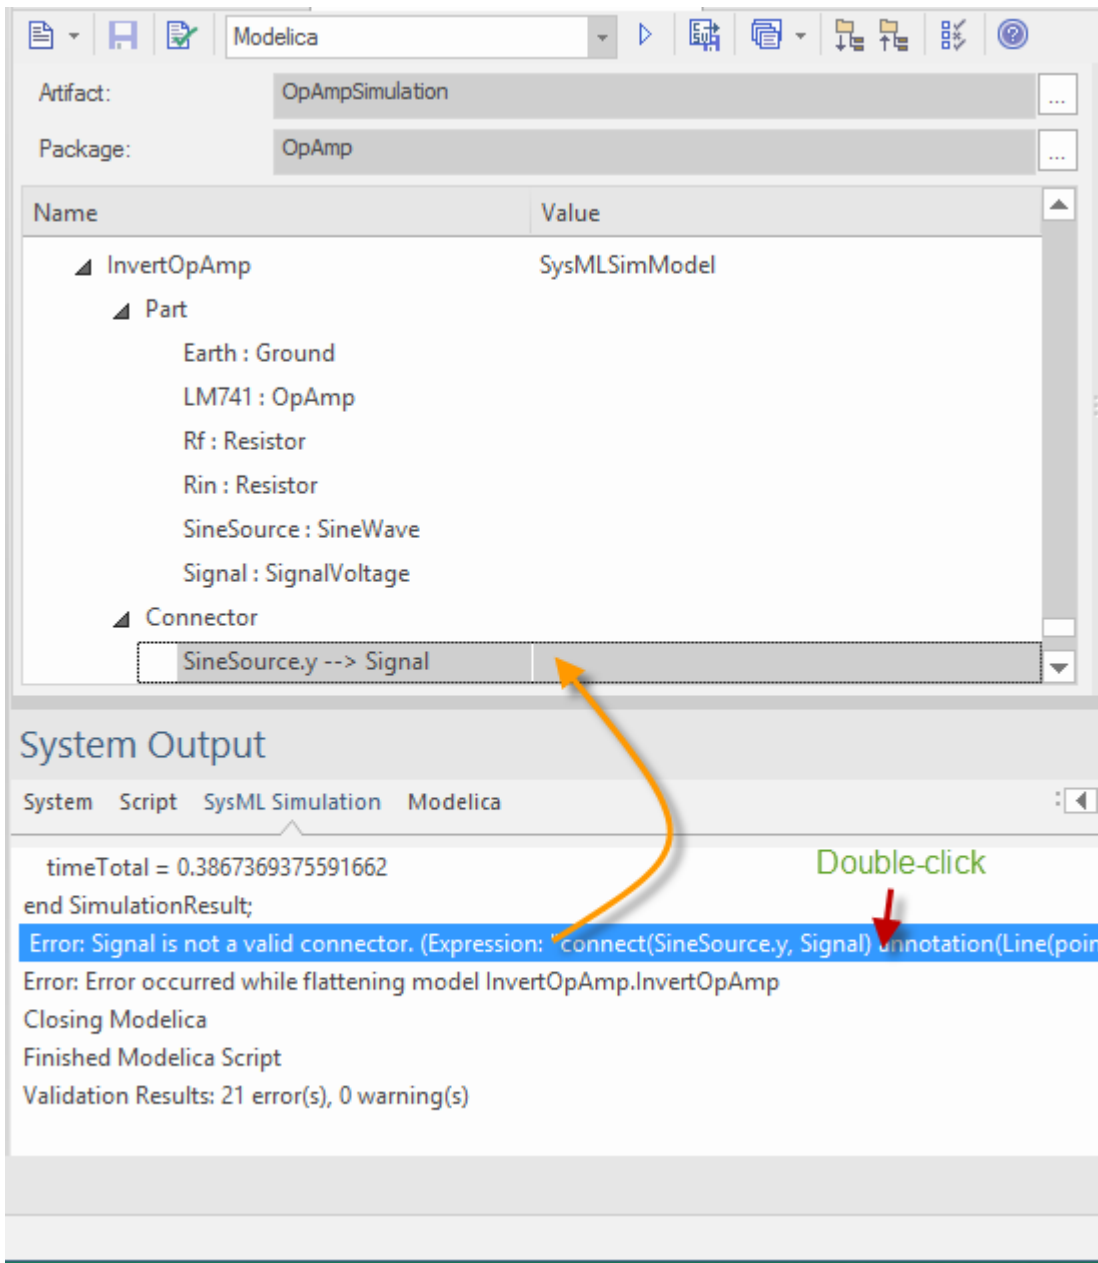 Modelica
Artifact: OpAmpSimulation ...
Package: OpAmp ...
Name Value
InvertOpAmp SysMLSimModel
Part
Earth : Ground
LM741 : OpAmp
Rf : Resistor
Rin : Resistor
SineSource : SineWave
Signal : SignalVoltage
Connector
SineSource.y --> Signal
System Output
System Script SysML Simulation Modelica
timeTotal = 0.3867369375591662
Double-click
end SimulationResult;
Error: Signal is not a valid connector. (Expression: "connect(SineSource.y, Signal) annotation(Line(poin
Error: Error occurred while flattening model InvertOpAmp.InvertOpAmp
Closing Modelica
Finished Modelica Script
Validation Results: 21 error(s), 0 warning(s)